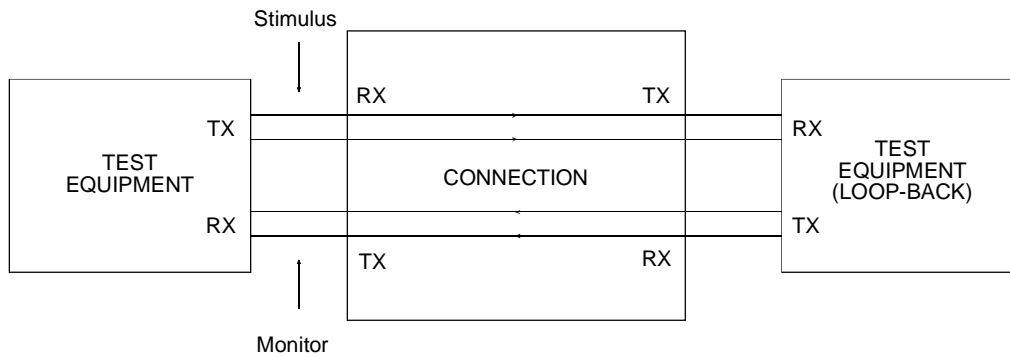 Stimulus
RX
TX
TX
RX
TEST
EQUIPMENT
CONNECTION
TEST
EQUIPMENT
(LOOP-BACK)
RX
TX
TX
RX
Monitor